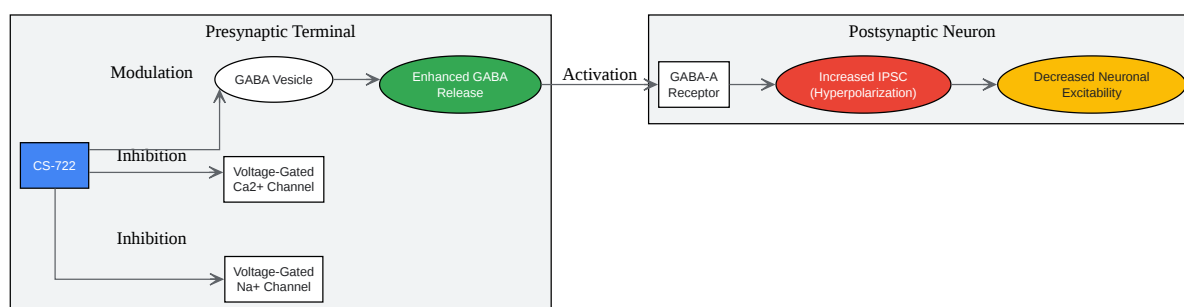 Presynaptic Terminal
Postsynaptic Neuron
Modulation
GABA Vesicle
Enhanced GABA
Release
Activation
GABA-A
Receptor
Increased IPSC
(Hyperpolarization)
Decreased Neuronal
Excitability
CS-722
Inhibition
Voltage-Gated
Ca2+ Channel
Inhibition
Voltage-Gated
Na+ Channel